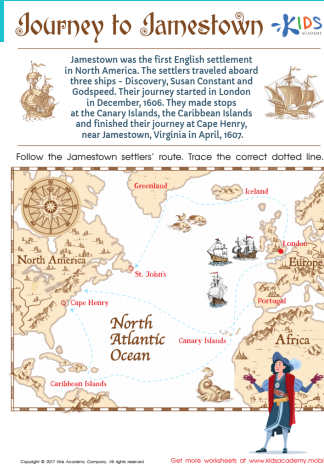 Journey to Jamestown
KIDS
ACADEMY
Jamestown was the first English settlement
in North America. The settlers traveled aboard
three ships - Discovery, Susan Constant and
Godspeed. Their journey started in London
in December, 1606. They made stops
at the Canary Islands, the Caribbean Islands
and finished their journey at Cape Henry,
near Jamestown, Virginia in April, 1607.
Follow the Jamestown settlers' route. Trace the correct dotted line.
Greenland
Iceland
London
North America
Europe
St. John's
Cape Henry
Portugal
North
Atlantic
Ocean
Canary Islands
Africa
Caribbean Islands
Copyright © 2017 Kids Academy Company. All rights reserved
Get more worksheets at www.kidsacademy.mobi